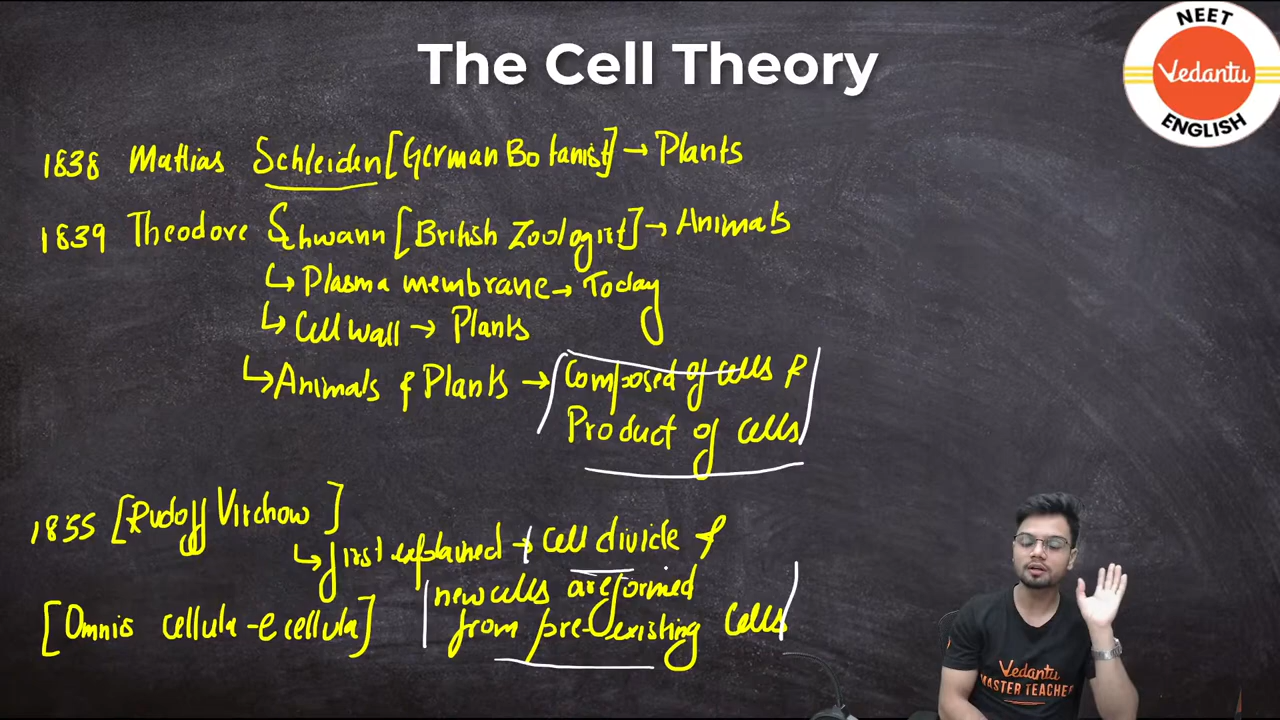 The Cell Theory
NEET
Vedantu
ENGLISH
1838 Mathias Schleiden [German Botanist] → Plants
1839 Theodore Schwann [British Zoologist] → Animals
↳ Plasma membrane → Today
↳ Cell wall → Plants
↳ Animals & Plants → Composed of cells &
Product of cells
1855 [Rudoff Virchow]
↳ first explained → cell divide &
new cells are formed
[Omnis cellula-e cellula] from pre-existing cells
Vedantu
MASTER TEACHER